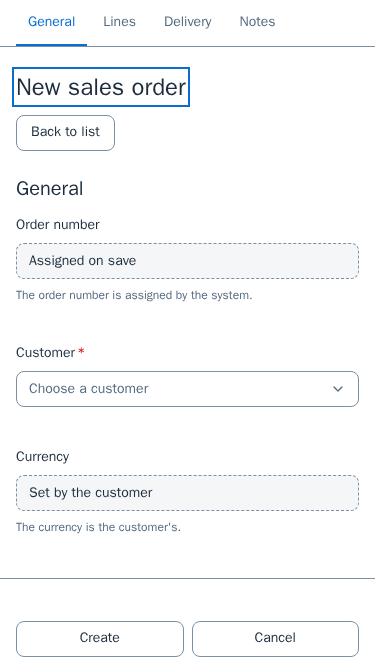 General Lines Delivery Notes
New sales order
Back to list
General
Order number
Assigned on save
The order number is assigned by the system.
Customer *
Choose a customer
Currency
Set by the customer
The currency is the customer's.
Create Cancel